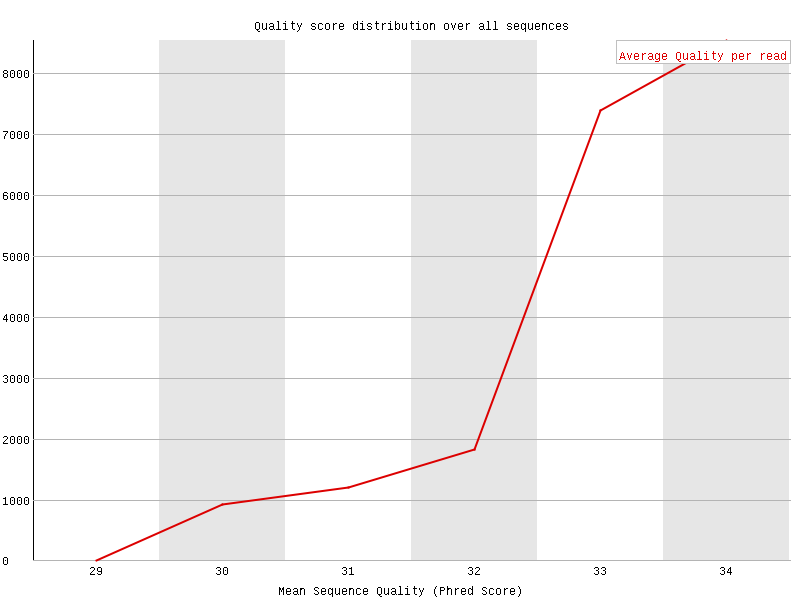 Quality score distribution over all sequences
Average Quality per read
8000
7000
6000
5000
4000
3000
2000
1000
0
29 30 31 32 33 34
Mean Sequence Quality (Phred Score)